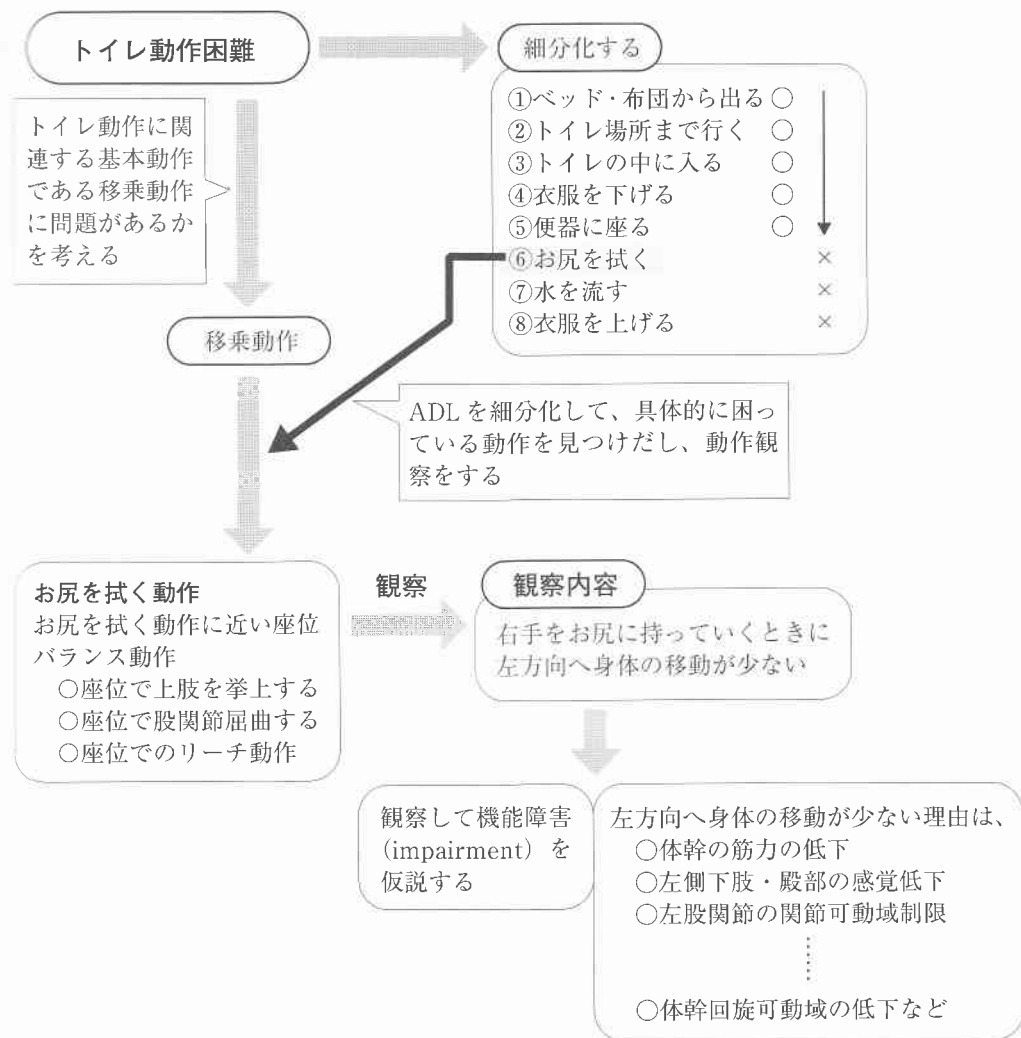 トイレ動作困難
細分化する
①ベッド・布団から出る ○
②トイレ場所まで行く ○
③トイレの中に入る ○
④衣服を下げる ○
⑤便器に座る ○
⑥お尻を拭く ×
⑦水を流す ×
⑧衣服を上げる ×
トイレ動作に関
連する基本動作
である移乗動作
に問題があるか
を考える
移乗動作
ADLを細分化して、具体的に困っ
ている動作を見つけだし、動作観
察をする
お尻を拭く動作
お尻を拭く動作に近い座位
バランス動作
○座位で上肢を挙上する
○座位で股関節屈曲する
○座位でのリーチ動作
観察
観察内容
右手をお尻に持っていくときに
左方向へ身体の移動が少ない
観察して機能障害
(impairment)を
仮説する
左方向へ身体の移動が少ない理由は、
○体幹の筋力の低下
○左側下肢・殿部の感覚低下
○左股関節の関節可動域制限
○体幹回旋可動域の低下など